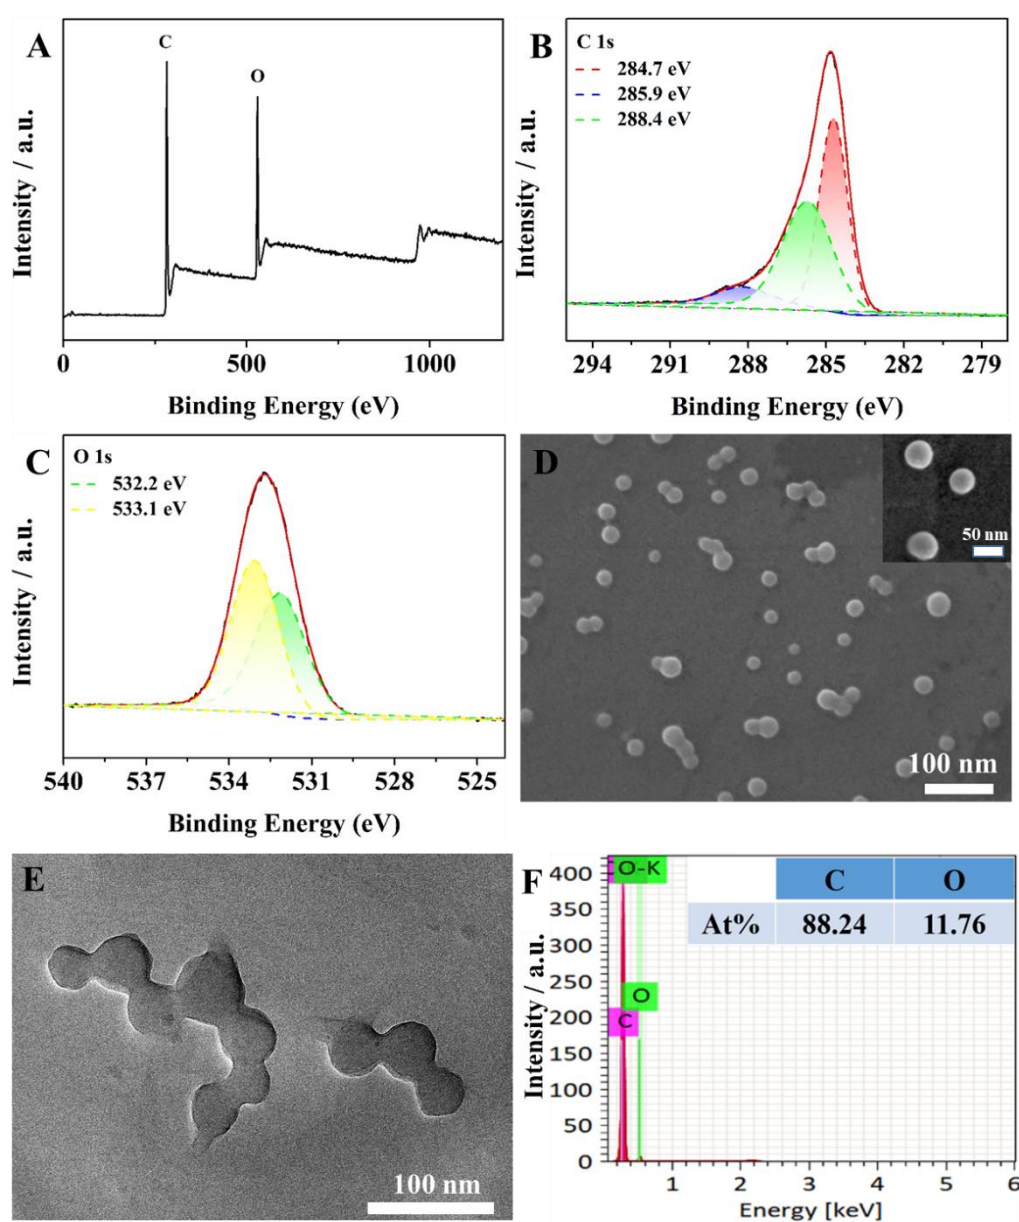 A
C
O
Intensity / a.u.
0 500 1000
Binding Energy (eV)
B
C 1s
284.7 eV
285.9 eV
288.4 eV
Intensity / a.u.
294 291 288 285 282 279
Binding Energy (eV)
C
O 1s
532.2 eV
533.1 eV
Intensity / a.u.
540 537 533 531 528 525
Binding Energy (eV)
D
50 nm
100 nm
E
100 nm
F
O-K
C O
At% 88.24 11.76
400
350
300
250
200
150
100
50
0
O
C
Intensity / a.u.
1 2 3 4 5 6
Energy [keV]